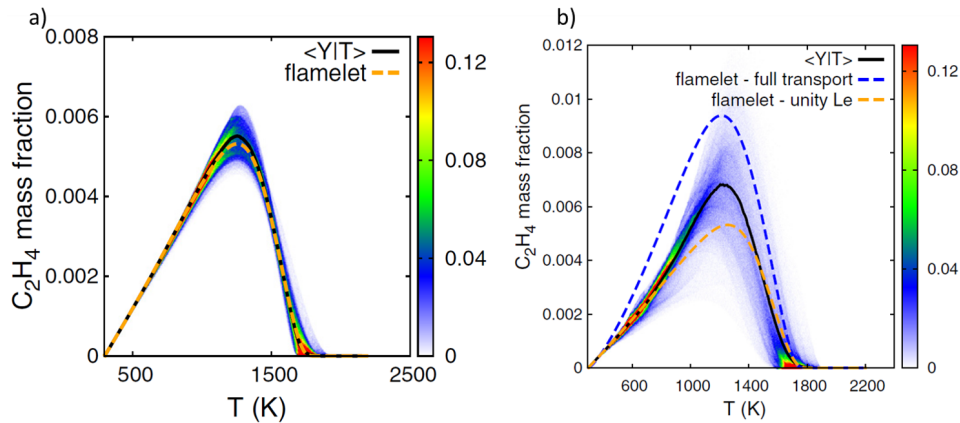 a)
0.008
0.006
0.004
0.002
0
C2H4 mass fraction
500
1500
2500
T (K)
<Y|T>
flamelet
0.12
0.08
0.04
0
b)
0.012
0.01
0.008
0.006
0.004
0.002
0
C2H4 mass fraction
600
1000
1400
1800
2200
T (K)
<Y|T>
flamelet - full transport
flamelet - unity Le
0.12
0.08
0.04
0